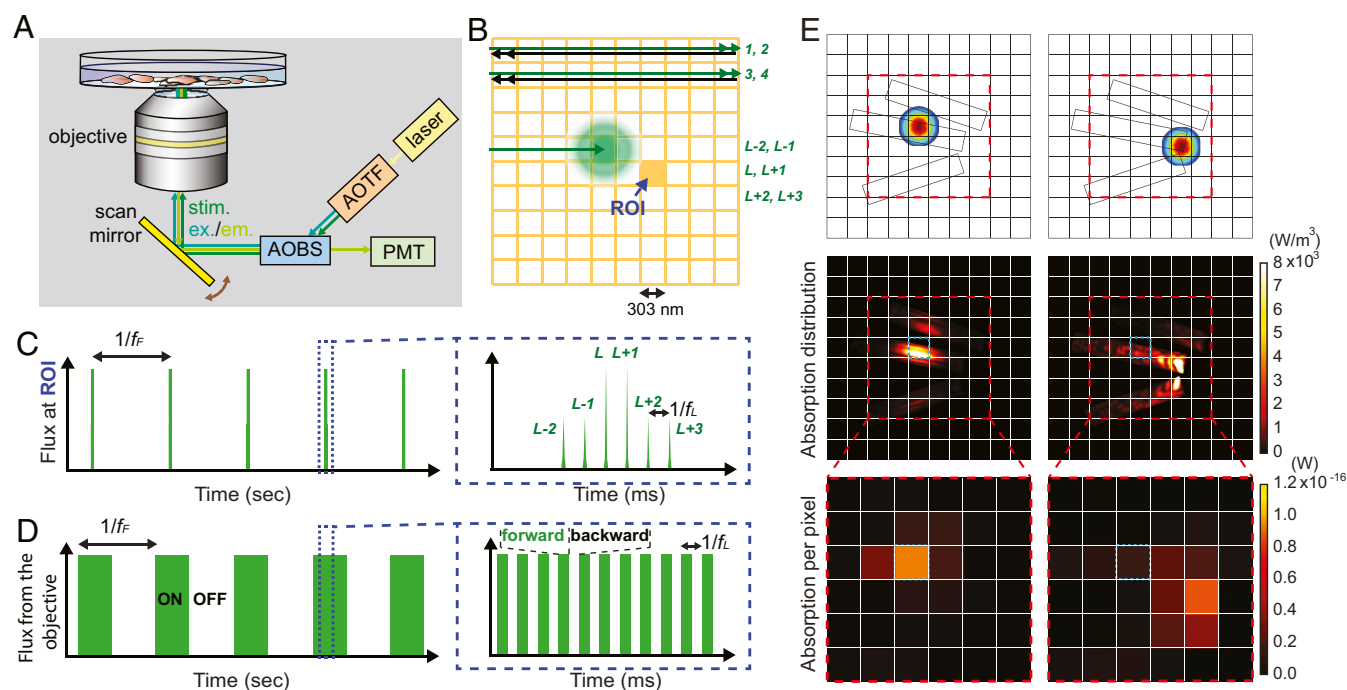 A
objective
laser
AOTF
scan
mirror
stim.
ex./em.
AOBS
PMT
B
1, 2
3, 4
L-2, L-1
L, L+1
L+2, L+3
ROI
303 nm
C
Flux at ROI
1/fF
Time (sec)
L
L+1
L-1
L+2
1/fL
L-2
L+3
Time (ms)
D
Flux from the
objective
1/fF
ON
OFF
Time (sec)
forward
backward
1/fL
Time (ms)
E
Absorption distribution
(W/m3)
8 x103
7
6
5
4
3
2
1
0
Absorption per pixel
(W)
1.2 x10-16
1.0
0.8
0.6
0.4
0.2
0.0